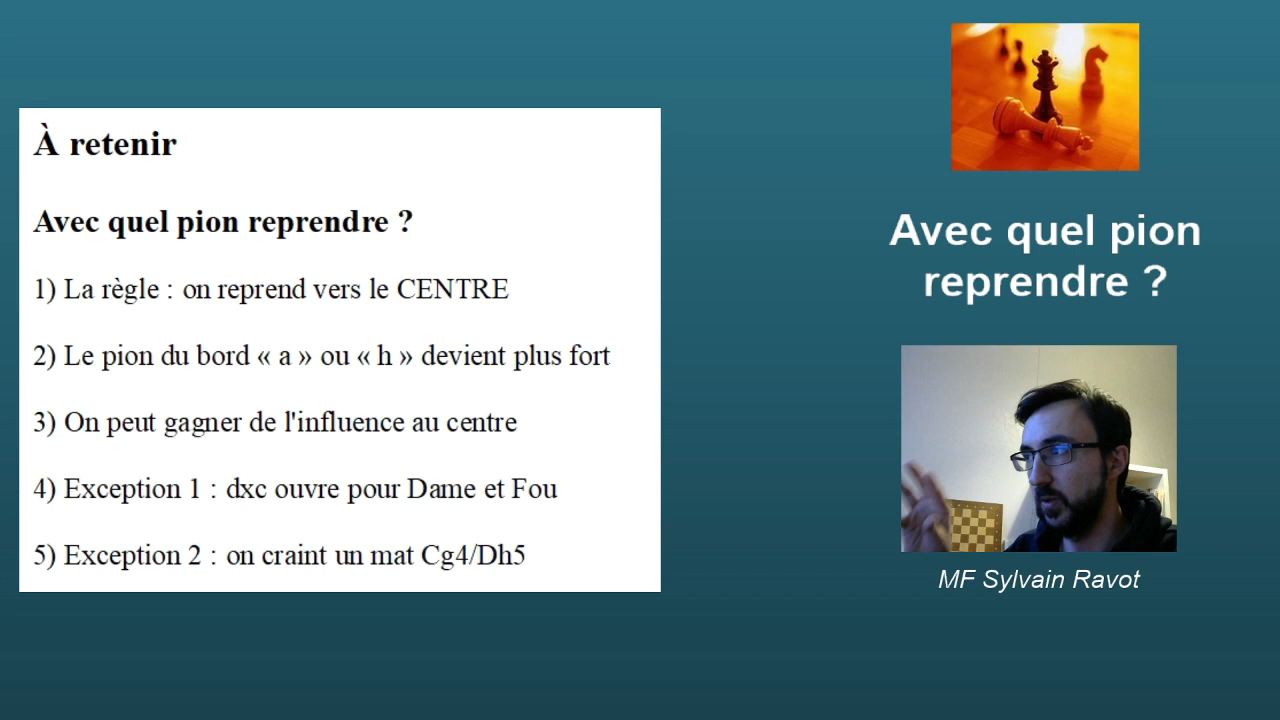 À retenir
Avec quel pion reprendre ?
1) La règle : on reprend vers le CENTRE
2) Le pion du bord « a » ou « h » devient plus fort
3) On peut gagner de l'influence au centre
4) Exception 1 : dxc ouvre pour Dame et Fou
5) Exception 2 : on craint un mat Cg4/Dh5
Avec quel pion
reprendre ?
MF Sylvain Ravot